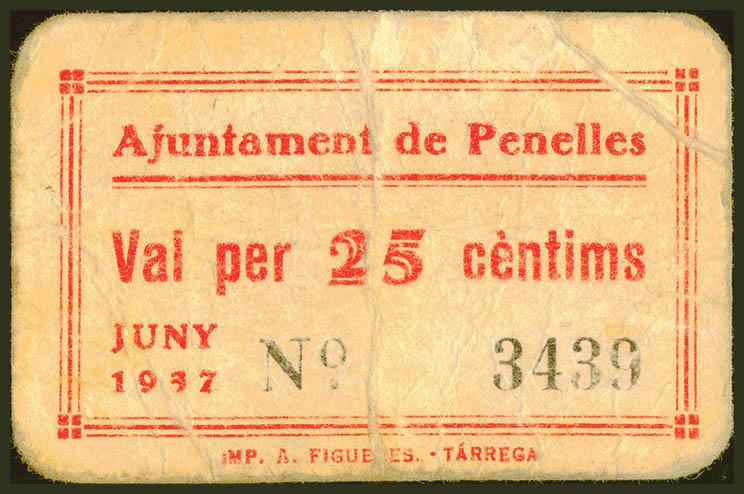 Ajuntament de Penelles
Val per 25 cèntims
JUNY
1937 Nº 3439
IMP. A. FIGUERES. - TÀRREGA